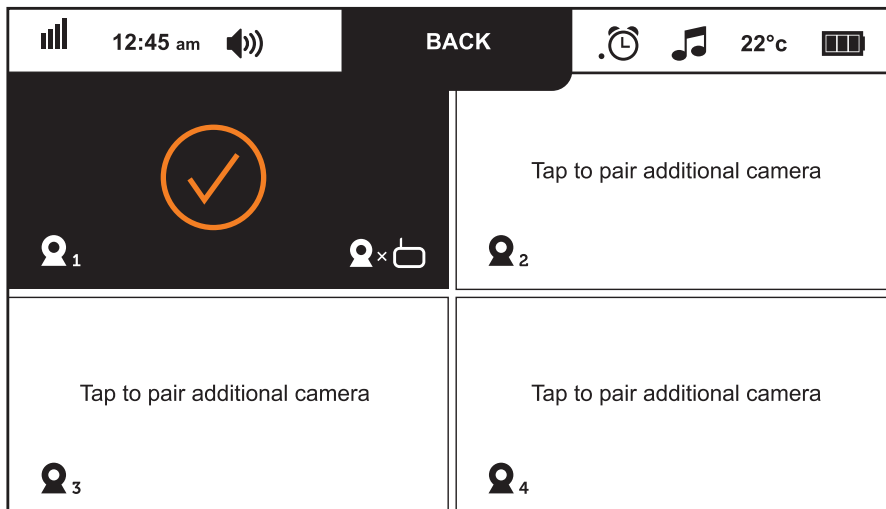 12:45 am BACK 22°c
Tap to pair additional camera
1
2
Tap to pair additional camera
Tap to pair additional camera
3
4